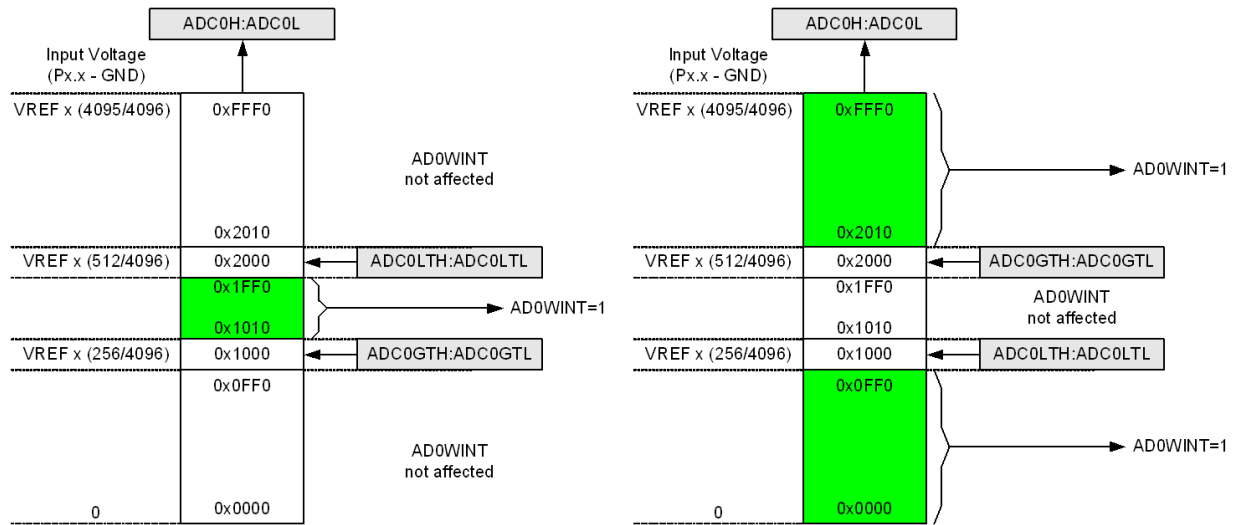 ADC0H:ADC0L
Input Voltage
(Px.x - GND)
VREF x (4095/4096)
0xFFF0
AD0WINT
not affected
0x2010
VREF x (512/4096)
0x2000
ADC0LTH:ADC0LTL
0x1FF0
AD0WINT=1
0x1010
VREF x (256/4096)
0x1000
ADC0GTH:ADC0GTL
0x0FF0
AD0WINT
not affected
0
0x0000
ADC0H:ADC0L
Input Voltage
(Px.x - GND)
VREF x (4095/4096)
0xFFF0
AD0WINT=1
0x2010
VREF x (512/4096)
0x2000
ADC0GTH:ADC0GTL
0x1FF0
AD0WINT
not affected
0x1010
VREF x (256/4096)
0x1000
ADC0LTH:ADC0LTL
0x0FF0
AD0WINT=1
0
0x0000